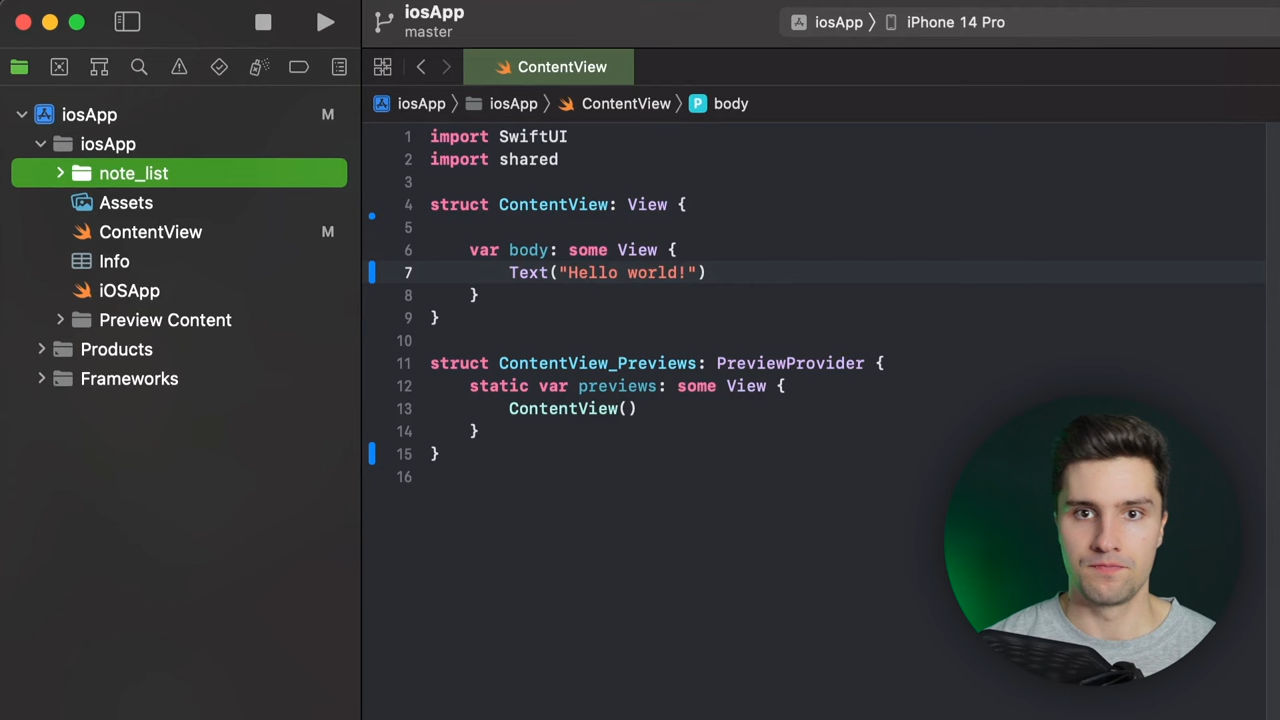 iosApp
master
iosApp
iPhone 14 Pro
ContentView
iosApp
iosApp
ContentView
P
body
iosApp
M
iosApp
note_list
Assets
ContentView
M
Info
iOSApp
Preview Content
Products
Frameworks
1 import SwiftUI
2 import shared
3
4 struct ContentView: View {
5
6 var body: some View {
7 Text("Hello world!")
8 }
9 }
10
11 struct ContentView_Previews: PreviewProvider {
12 static var previews: some View {
13 ContentView()
14 }
15 }
16